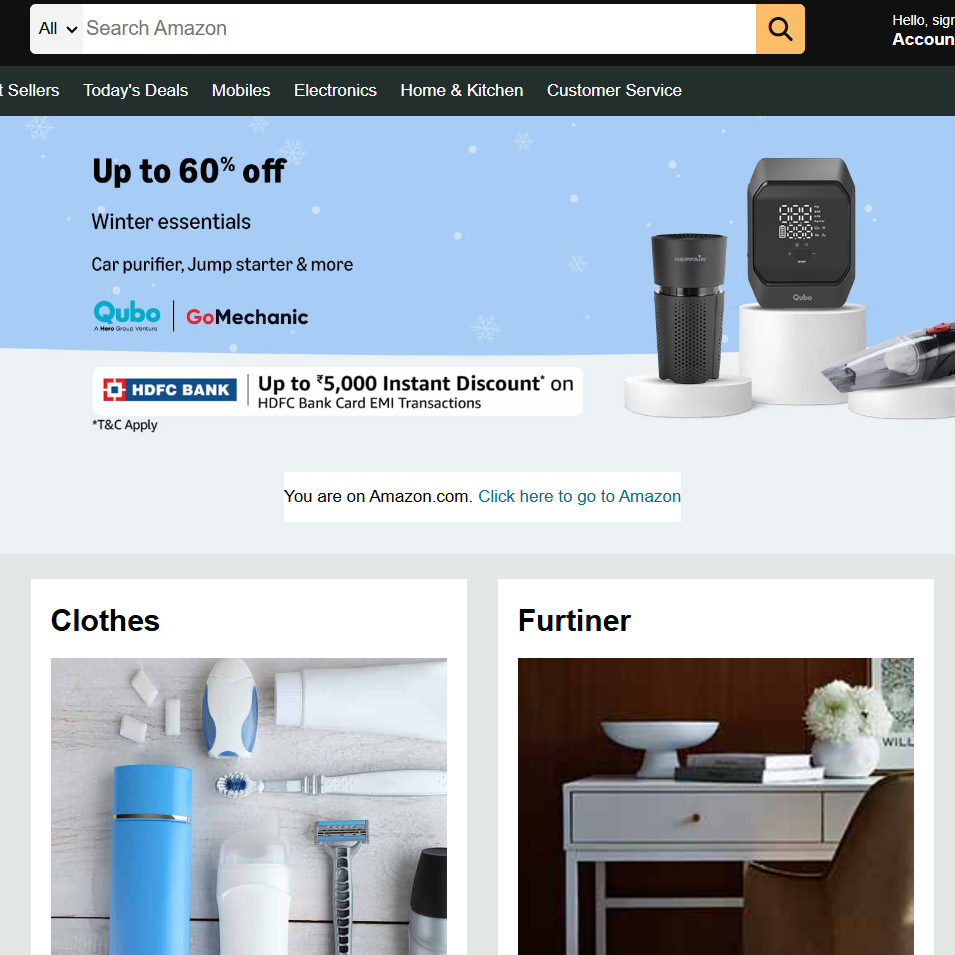 All
Search Amazon
Hello, sign
Accoun
t Sellers Today's Deals Mobiles Electronics Home & Kitchen Customer Service
Up to 60% off
Winter essentials
Car purifier, Jump starter & more
Qubo
A Hero Group Venture
GoMechanic
HDFC BANK
Up to ₹5,000 Instant Discount* on
HDFC Bank Card EMI Transactions
*T&C Apply
Qubo
You are on Amazon.com. Click here to go to Amazon
Clothes
Furtiner
WILL